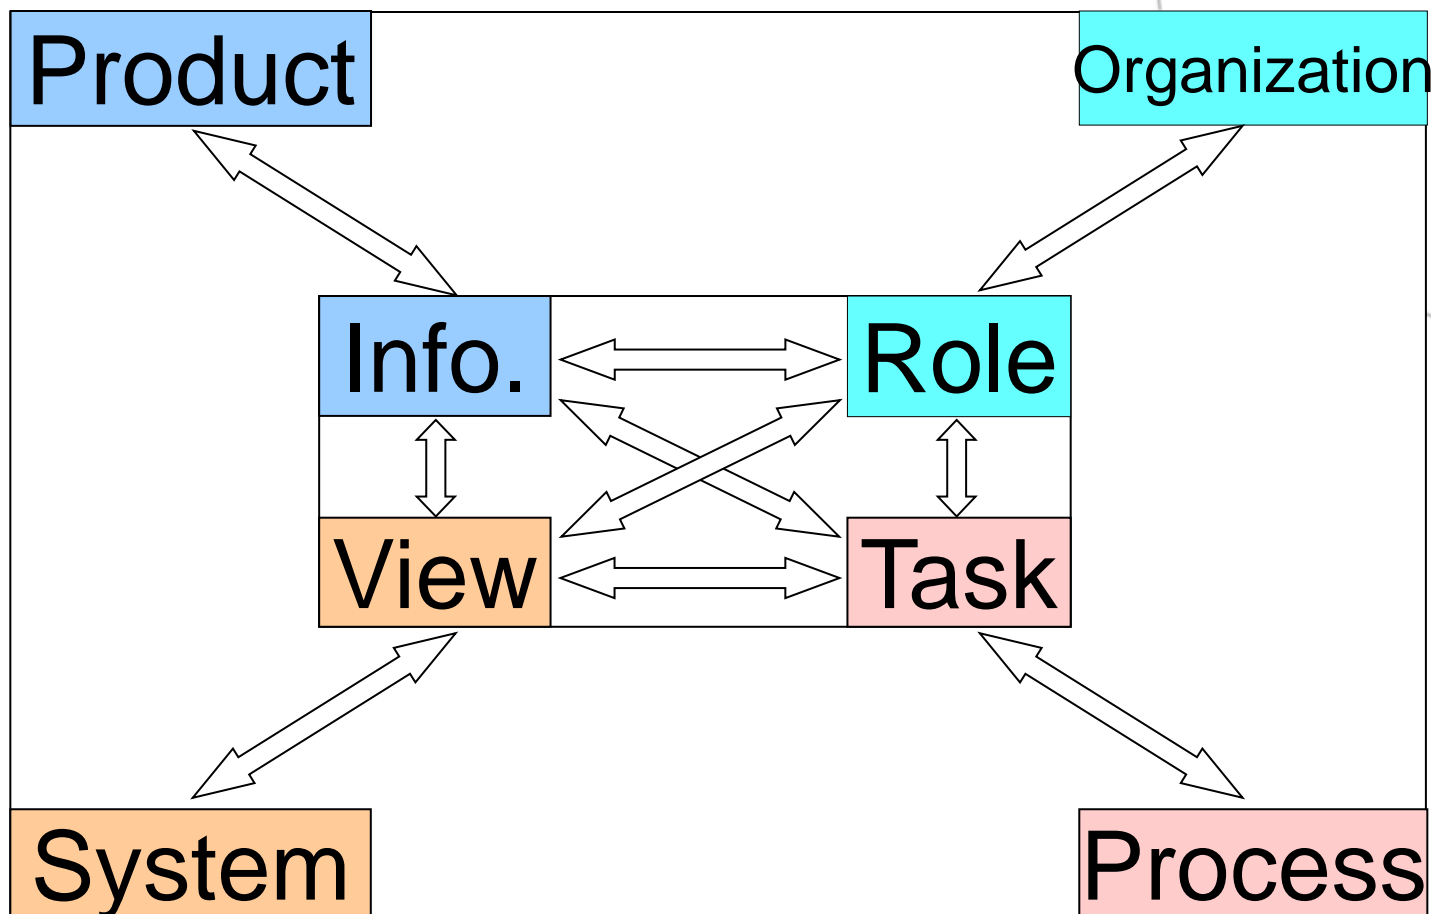 Product
Organization
Info.
Role
View
Task
System
Process